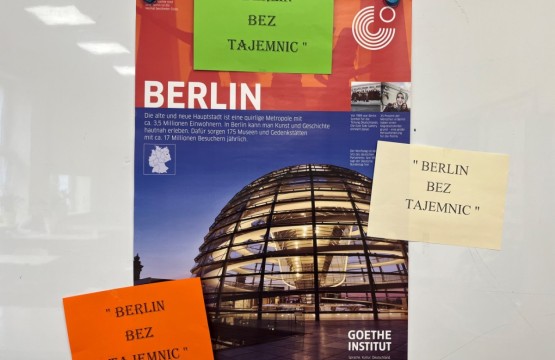 BEZ
TAJEMNIC "
BERLIN
Die alte und neue Hauptstadt ist eine quirlige Metropole mit
ca. 3,5 Millionen Einwohnern. In Berlin kann man Kunst und Geschichte
hautnah erleben. Dafür sorgen 175 Museen und Gedenkstätten
mit ca. 17 Millionen Besuchern jährlich.
" BERLIN
BEZ
TAJEMNIC "
" BERLIN
BEZ
TAJEMNIC "
GOETHE
INSTITUT